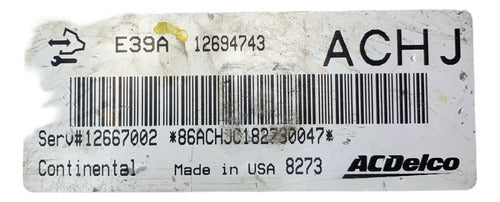 E39A 12694743 ACHJ
Serv#12667002 *86ACHJC182730047*
Continental Made in USA 8273 ACDelco